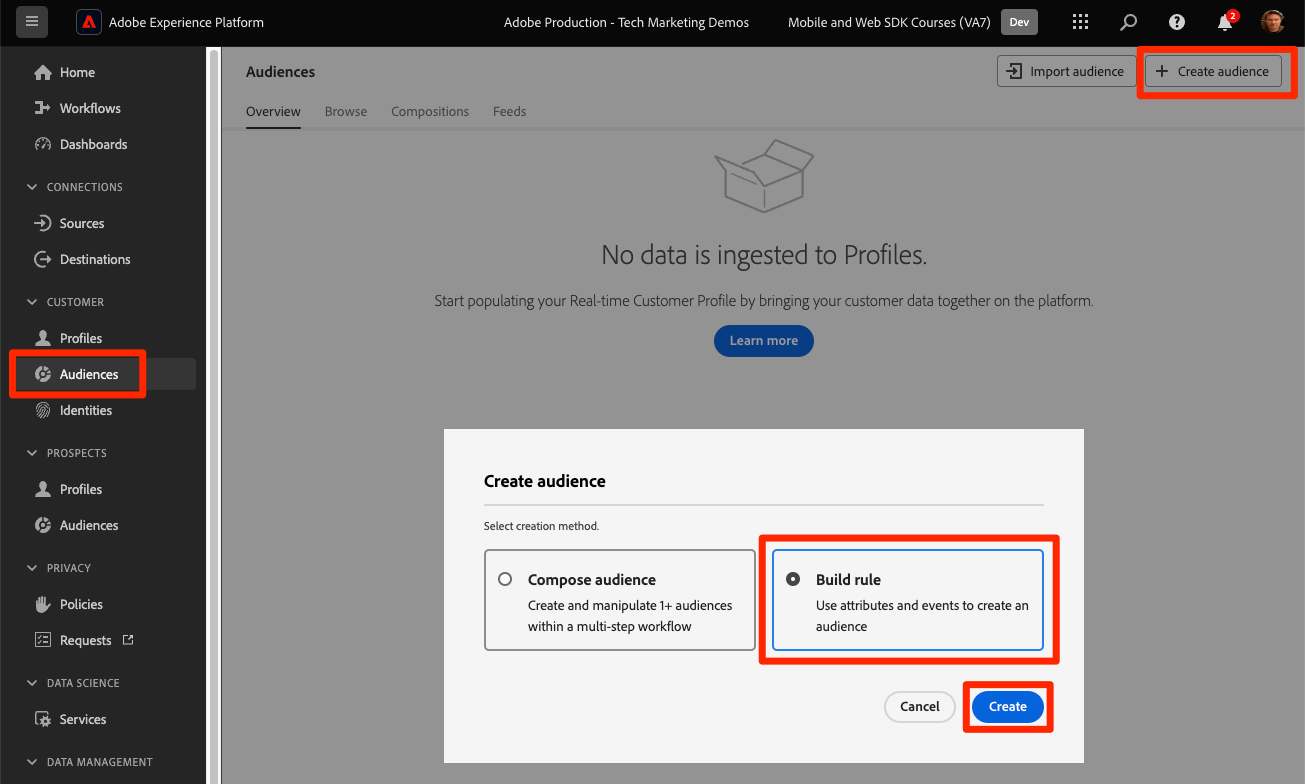 Adobe Experience Platform
Adobe Production - Tech Marketing Demos
Mobile and Web SDK Courses (VA7)
Dev
2
Home
Workflows
Dashboards
CONNECTIONS
Sources
Destinations
CUSTOMER
Profiles
Audiences
Identities
PROSPECTS
Profiles
Audiences
PRIVACY
Policies
Requests
DATA SCIENCE
Services
DATA MANAGEMENT
Audiences
Import audience
Create audience
Overview Browse Compositions Feeds
No data is ingested to Profiles.
Start populating your Real-time Customer Profile by bringing your customer data together on the platform.
Learn more
Create audience
Select creation method.
Compose audience
Create and manipulate 1+ audiences
within a multi-step workflow
Build rule
Use attributes and events to create an
audience
Cancel
Create